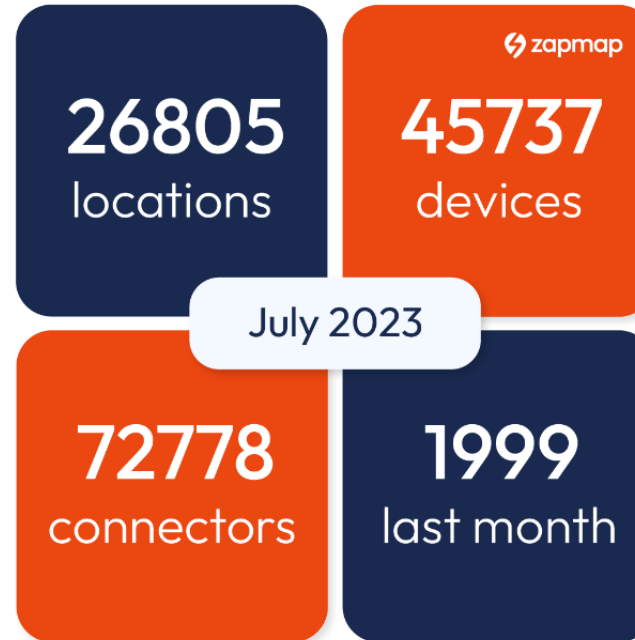 zapmap
26805
locations
45737
devices
July 2023
72778
connectors
1999
last month